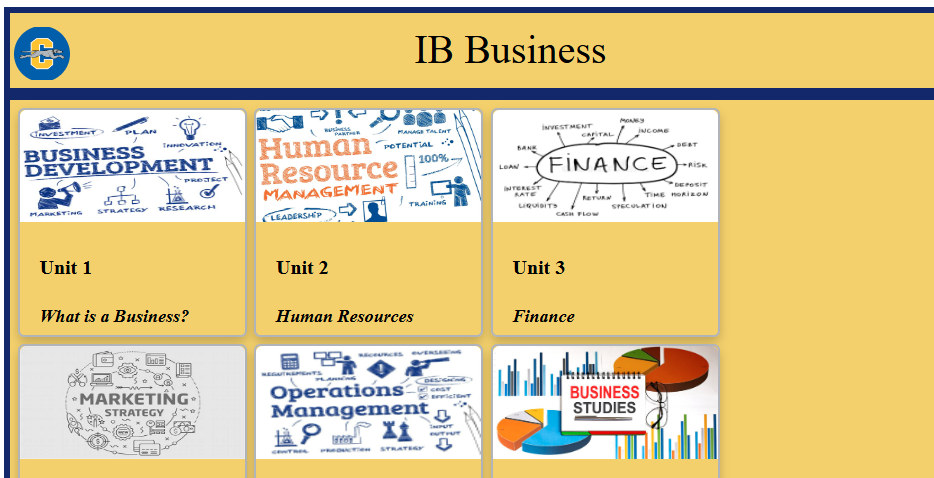 C
IB Business
INVESTMENT
PLAN
INNOVATION
BUSINESS
DEVELOPMENT
PROJECT
MARKETING
STRATEGY
RESEARCH
Unit 1
What is a Business?
BUSINESS
PARTNER
MANAGE TALENT
Human
POTENTIAL
Resource
100%
MANAGEMENT
TRAINING
LEADERSHIP
Unit 2
Human Resources
MONEY
INVESTMENT
CAPITAL
INCOME
BANK
DEBT
FINANCE
LOAN
RISK
INTEREST
RATE
DEPOSIT
RETURN
TIME HORIZON
LIQUIDITY
SPECULATION
CASH FLOW
Unit 3
Finance
MARKETING
STRATEGY
RESOURCES
OVERSEEING
REQUIREMENTS
PLANNING
DESIGNING
Operations
COST
EFFICIENT
Management
INPUT
OUTPUT
CONTROL
PRODUCTION
STRATEGY
BUSINESS
STUDIES